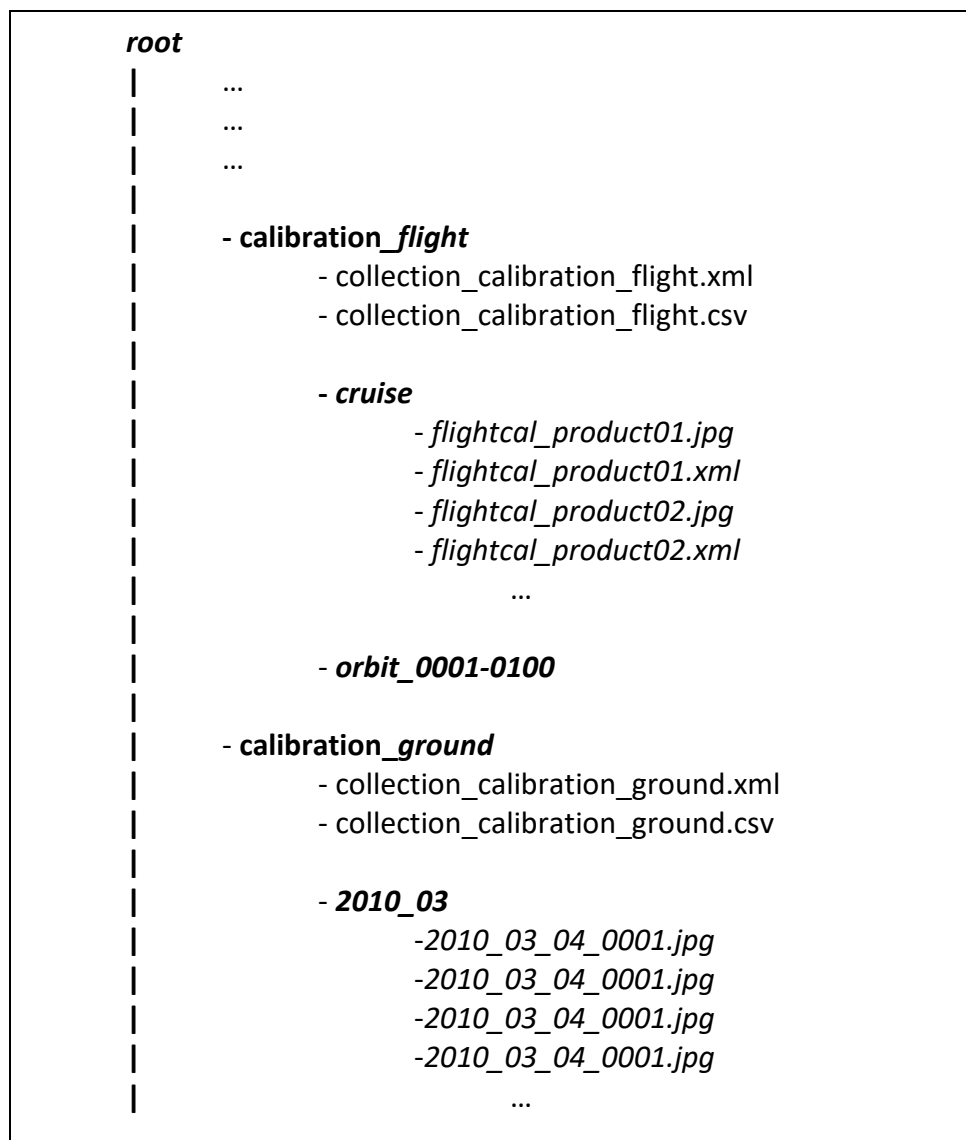 root
| ...
| ...
| ...
|
| - calibration_flight
| - collection_calibration_flight.xml
| - collection_calibration_flight.csv
|
| - cruise
| - flightcal_product01.jpg
| - flightcal_product01.xml
| - flightcal_product02.jpg
| - flightcal_product02.xml
| ...
|
| - orbit_0001-0100
|
| - calibration_ground
| - collection_calibration_ground.xml
| - collection_calibration_ground.csv
|
| - 2010_03
| -2010_03_04_0001.jpg
| -2010_03_04_0001.jpg
| -2010_03_04_0001.jpg
| -2010_03_04_0001.jpg
| ...